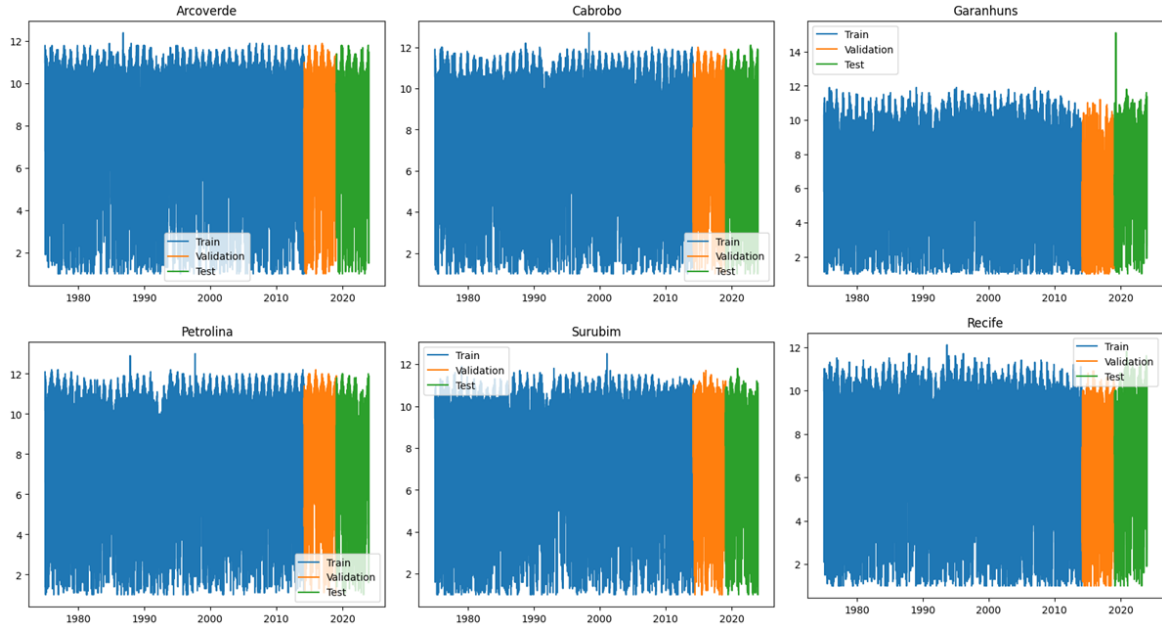 Arcoverde
12
10
8
6
4
2
Train
Validation
Test
1980
1990
2000
2010
2020
Cabrobo
12
10
8
6
4
2
Train
Validation
Test
1980
1990
2000
2010
2020
Garanhuns
14
12
10
8
6
4
2
Train
Validation
Test
1980
1990
2000
2010
2020
Petrolina
12
10
8
6
4
2
Train
Validation
Test
1980
1990
2000
2010
2020
Surubim
12
10
8
6
4
2
Train
Validation
Test
1980
1990
2000
2010
2020
Recife
12
10
8
6
4
2
Train
Validation
Test
1980
1990
2000
2010
2020